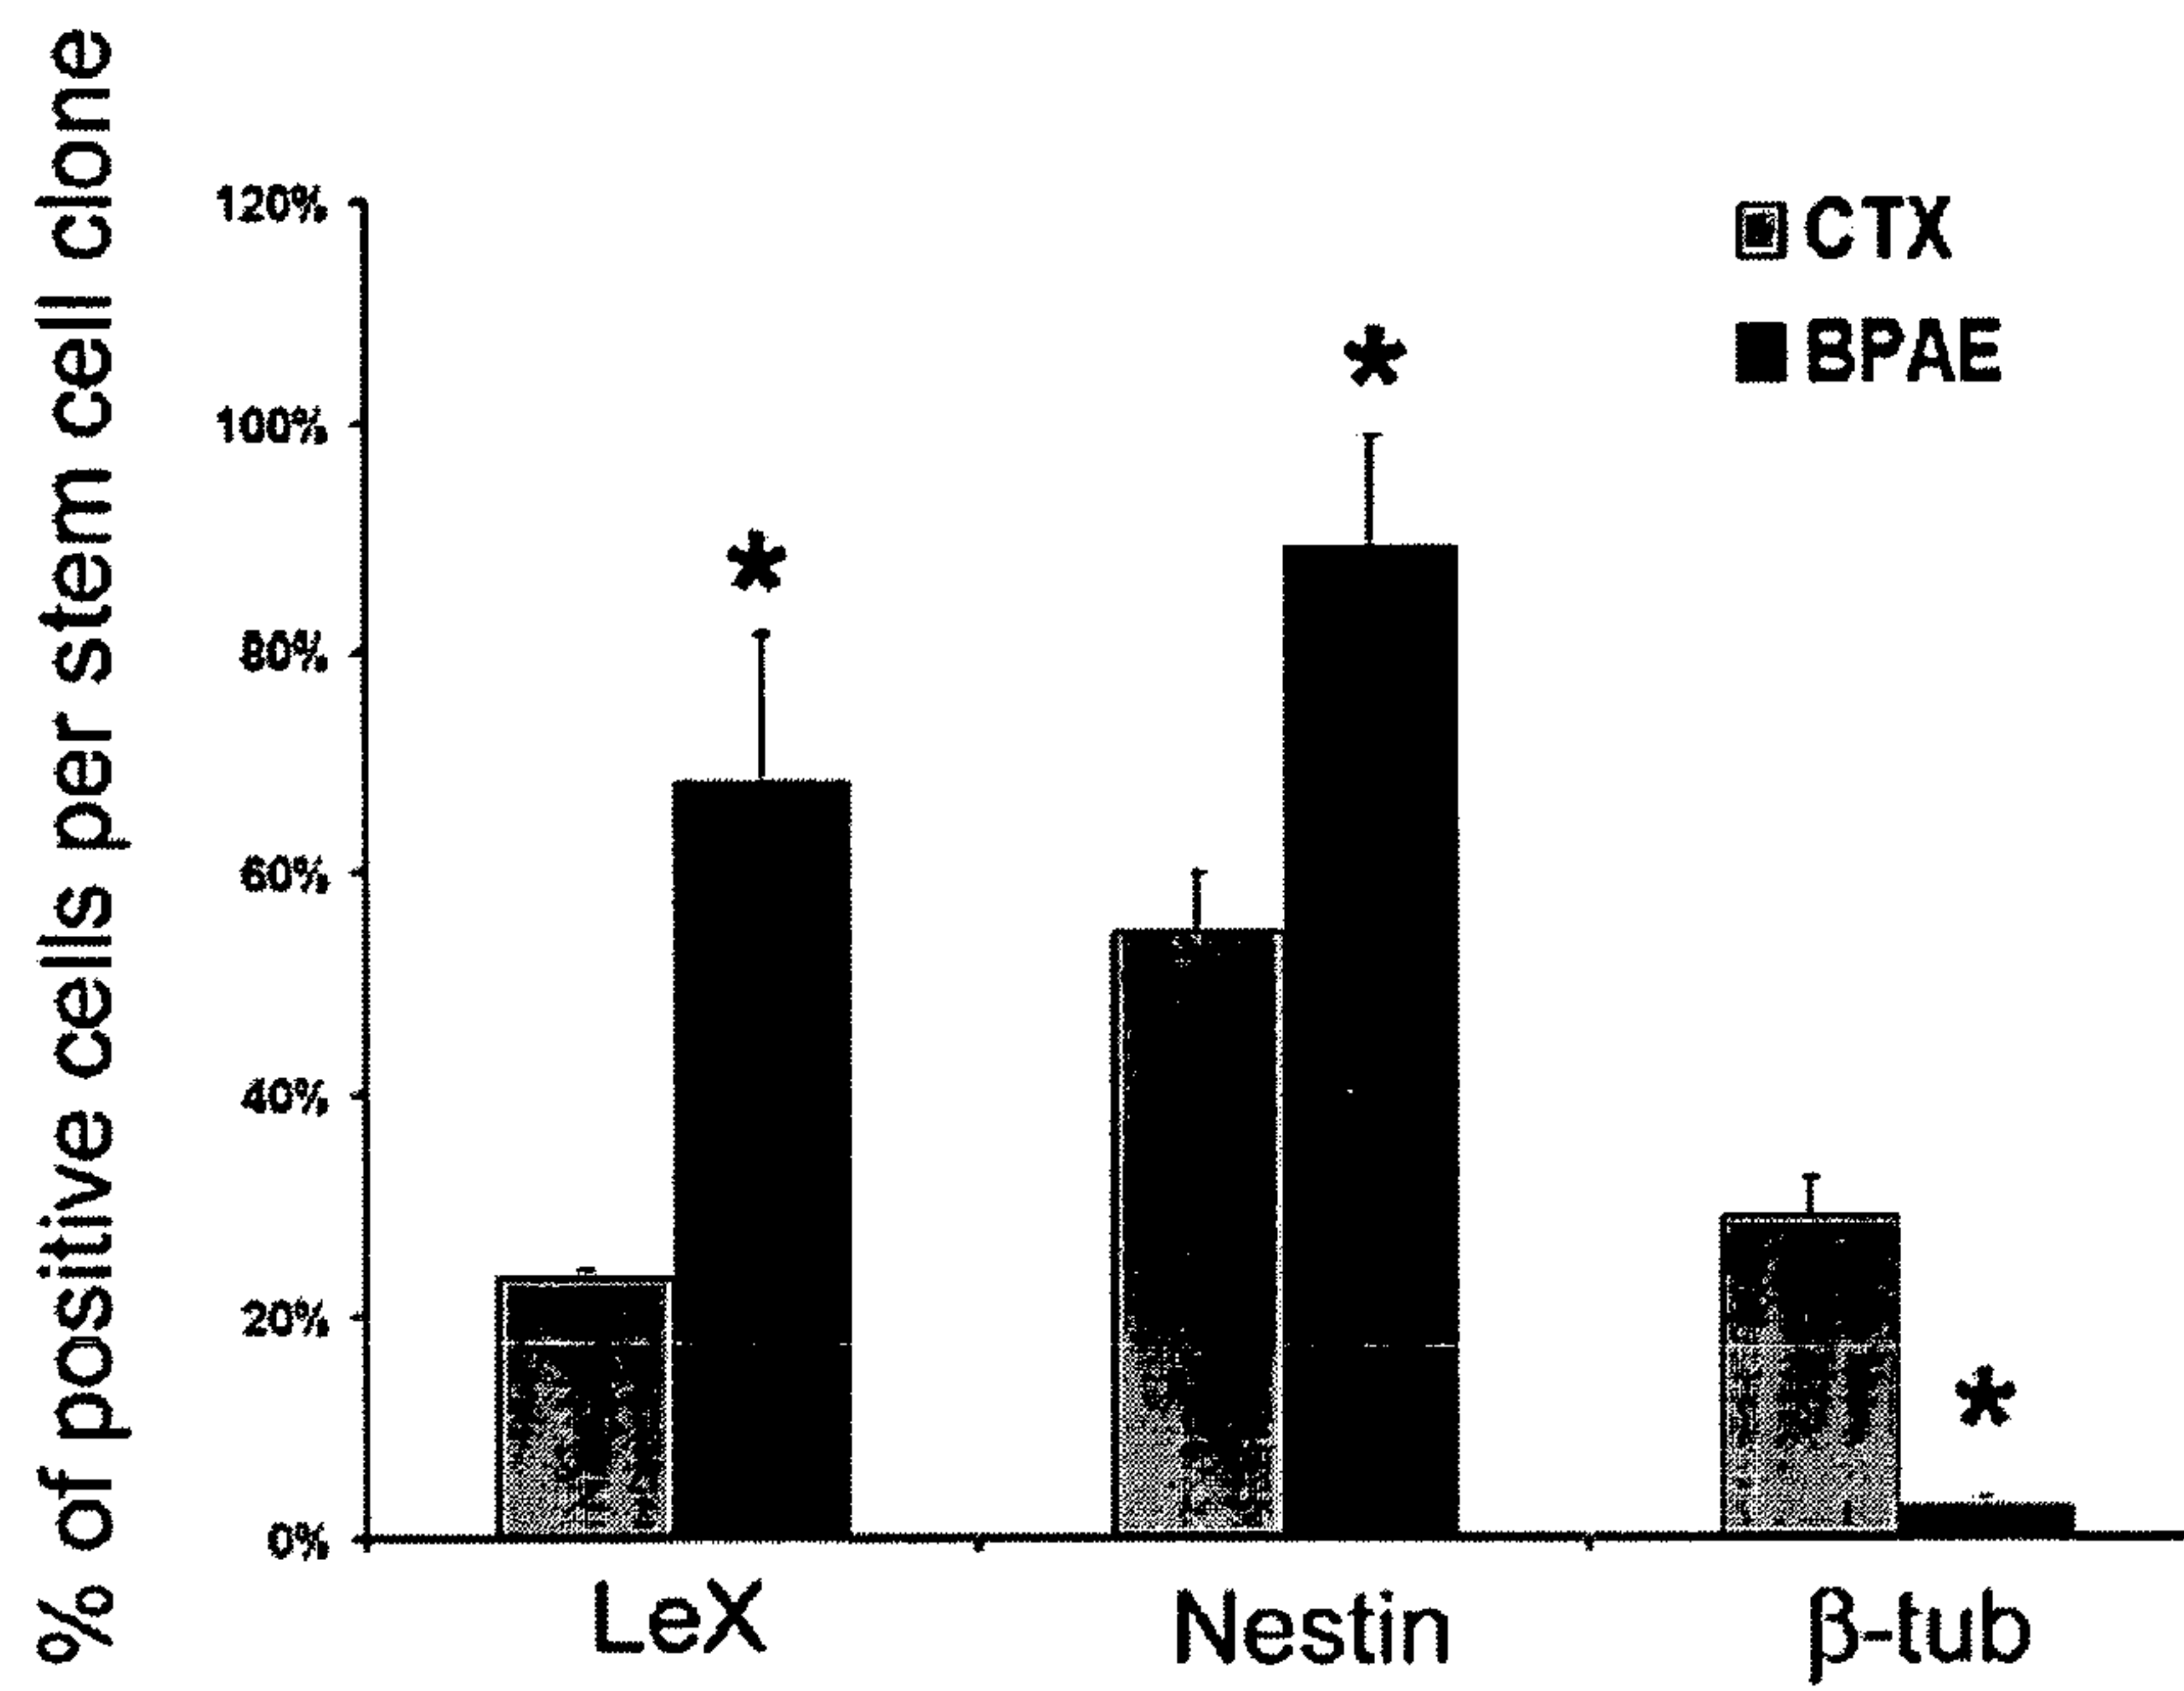 % of positive cells per stem cell clone
120%
100%
80%
60%
40%
20%
0%
CTX
BPAE
*
*
*
LeX
Nestin
β-tub